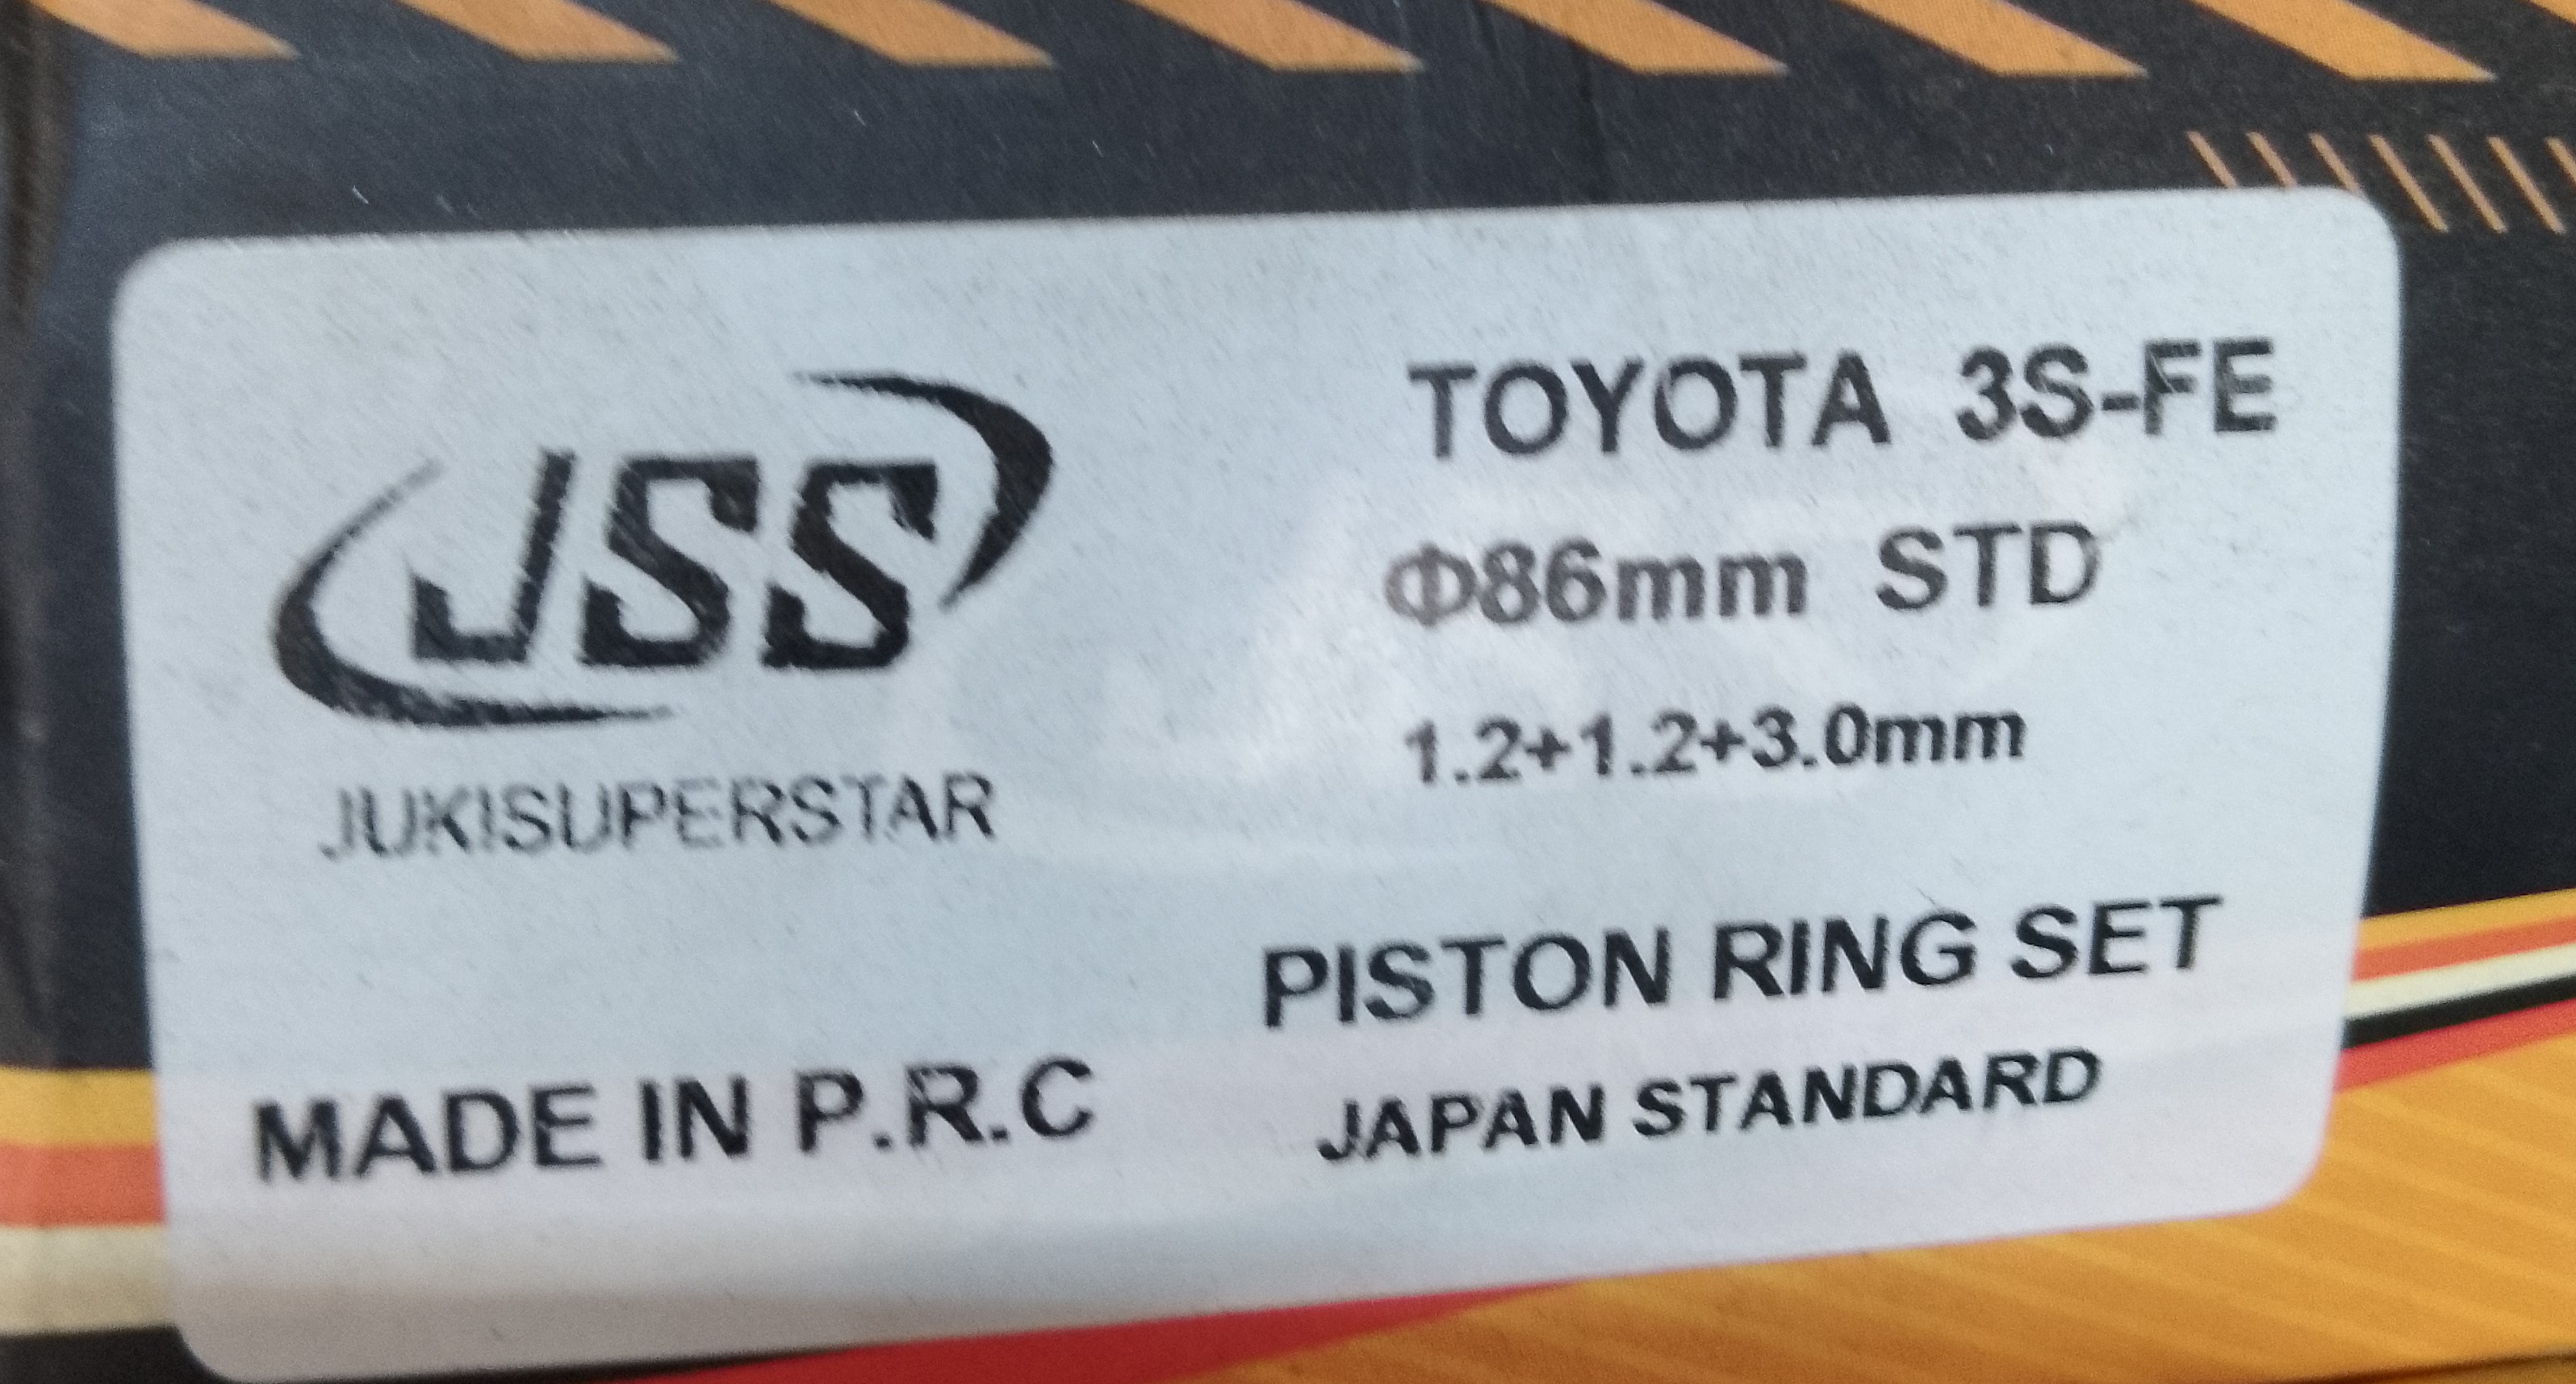 JSS
JUKISUPERSTAR
MADE IN P.R.C
TOYOTA 3S-FE
Φ86mm STD
1.2+1.2+3.0mm
PISTON RING SET
JAPAN STANDARD